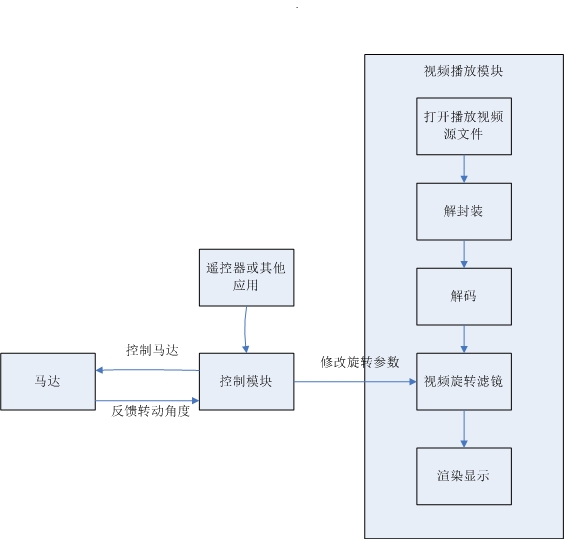 视频播放模块
打开播放视频
源文件
解封装
遥控器或其他
应用
解码
控制马达
修改旋转参数
马达
控制模块
视频旋转滤镜
反馈转动角度
渲染显示